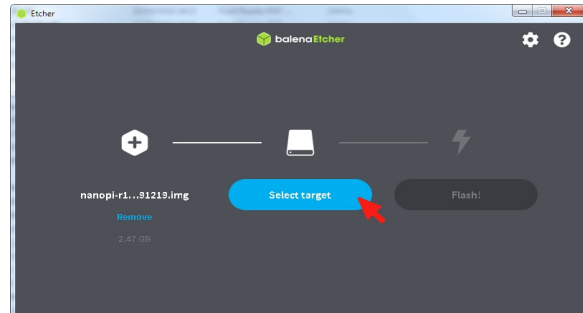 Etcher
balenaEtcher
nanopi-r1...91219.img
Select target
Flash!
Remove
2.47 GB